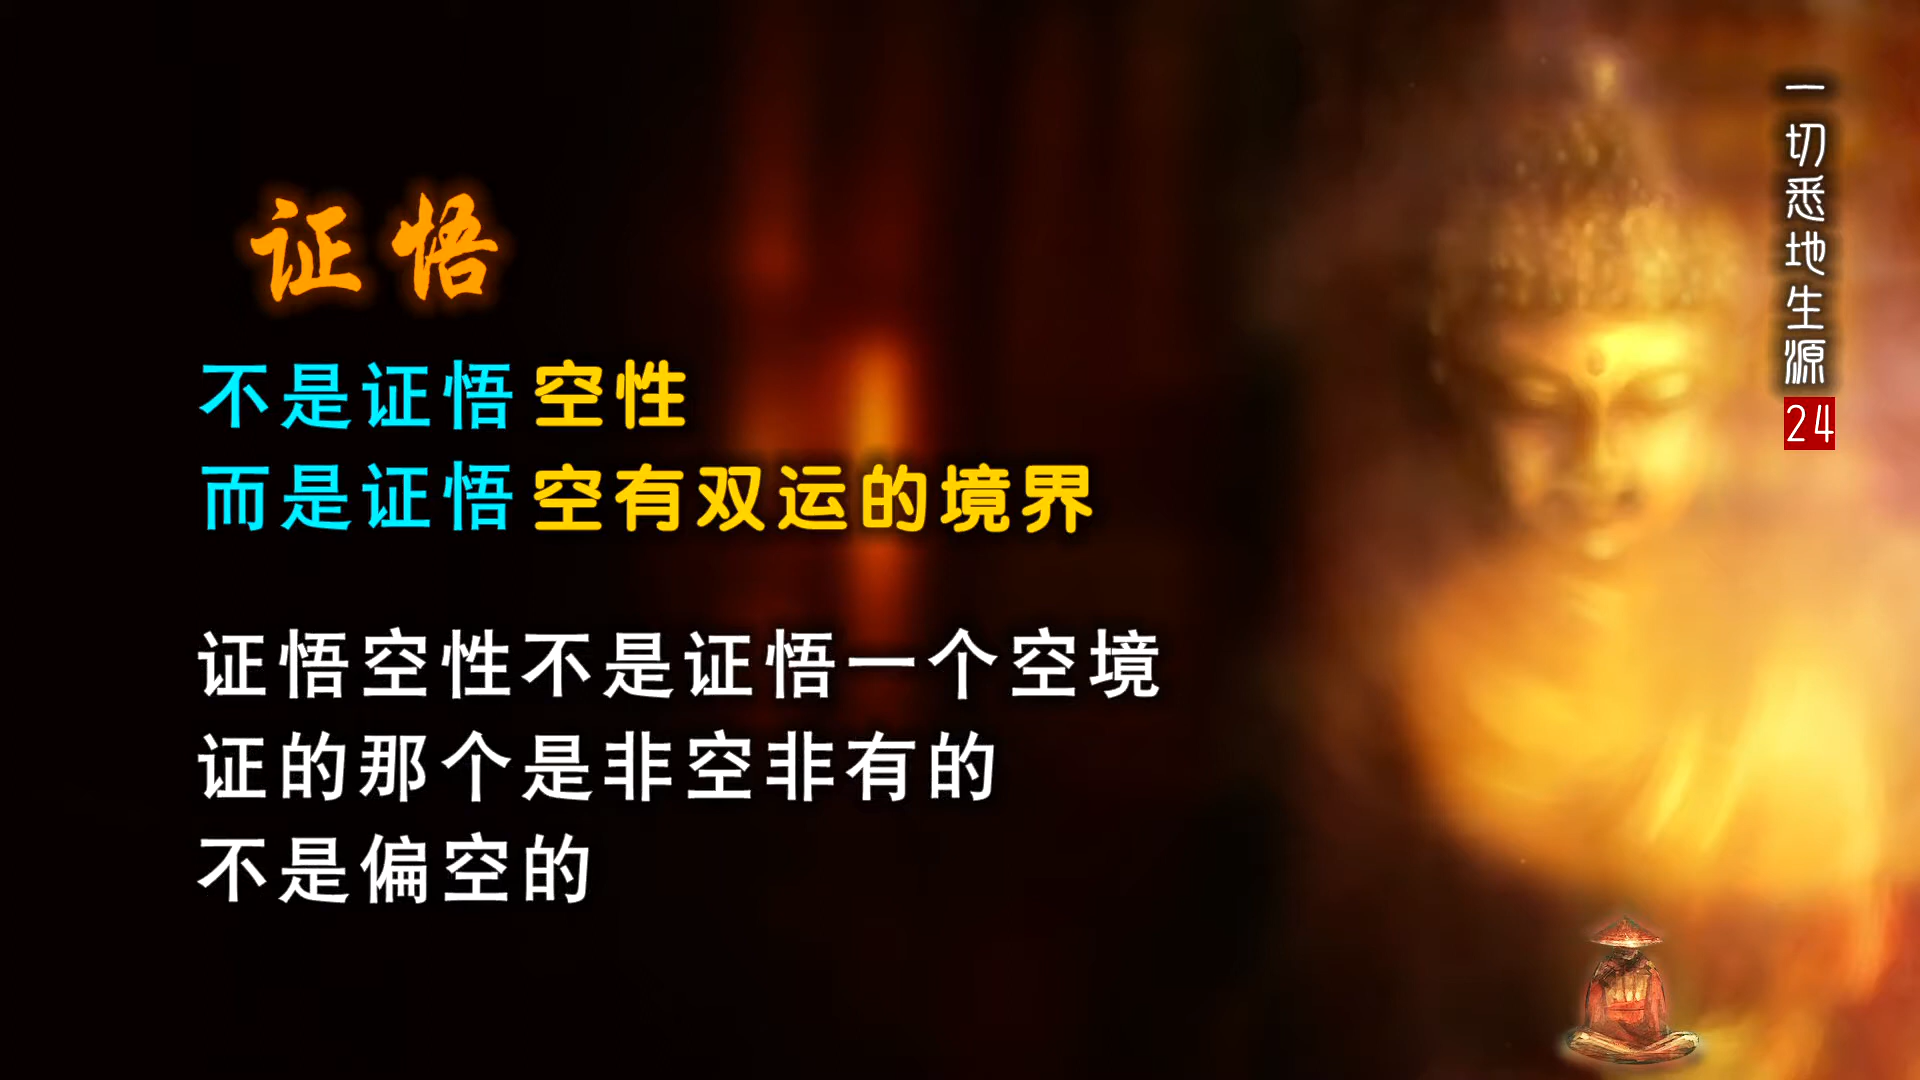 证悟
不是证悟空性
而是证悟空有双运的境界
证悟空性不是证悟一个空境
证的那个是非空非有的
不是偏空的
一切悉地生源
24